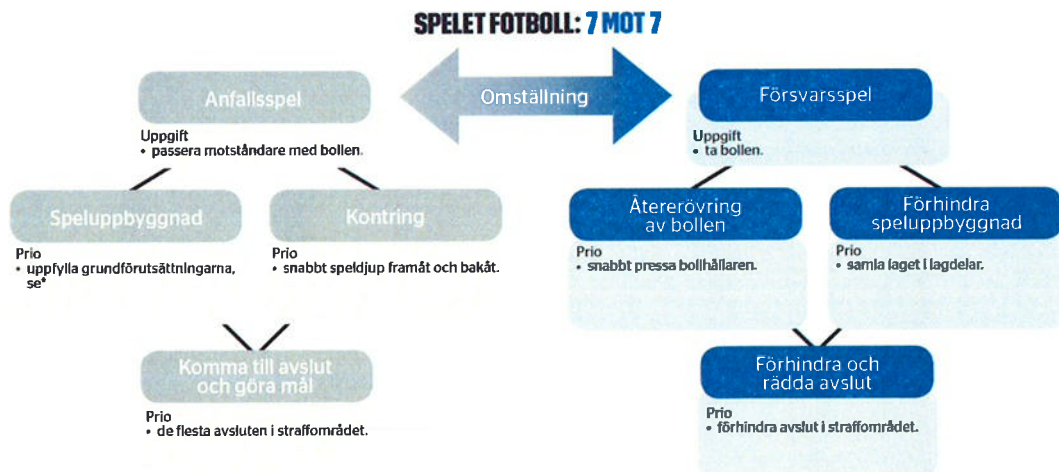 SPELET FOTBOLL: 7 MOT 7
Anfallsspel
Omställning
Försvarsspel
Uppgift
• passera motståndare med bollen.
Uppgift
• ta bollen.
Speluppbyggnad
Kontring
Återerövring
av bollen
Förhindra
speluppbyggnad
Prio
• uppfylla grundförutsättningarna,
se*
Prio
• snabbt speldjup framåt och bakåt.
Prio
• snabbt pressa bollhållaren.
Prio
• samla laget i lagdelar.
Komma till avslut
och göra mål
Förhindra och
rädda avslut
Prio
• de flesta avsluten i straffområdet.
Prio
• förhindra avslut i straffområdet.